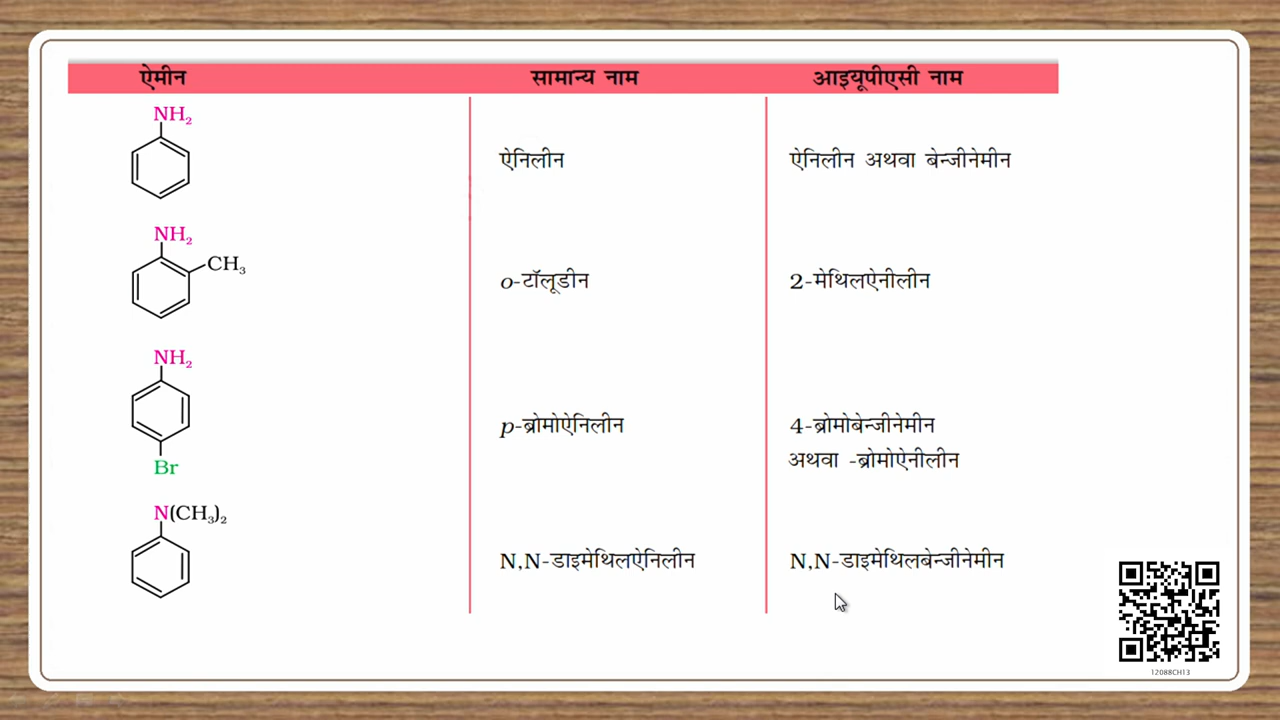 ऐमीन सामान्य नाम आइयूपीएसी नाम
NH₂
ऐनिलीन ऐनिलीन अथवा बेन्जीनेमीन
NH₂
CH₃
o-टॉलूडीन 2-मेथिलऐनीलीन
NH₂
p-ब्रोमोऐनिलीन 4-ब्रोमोबेन्जीनेमीन
अथवा -ब्रोमोऐनीलीन
Br
N(CH₃)₂
N,N-डाइमेथिलऐनिलीन N,N-डाइमेथिलबेन्जीनेमीन
12088CH13